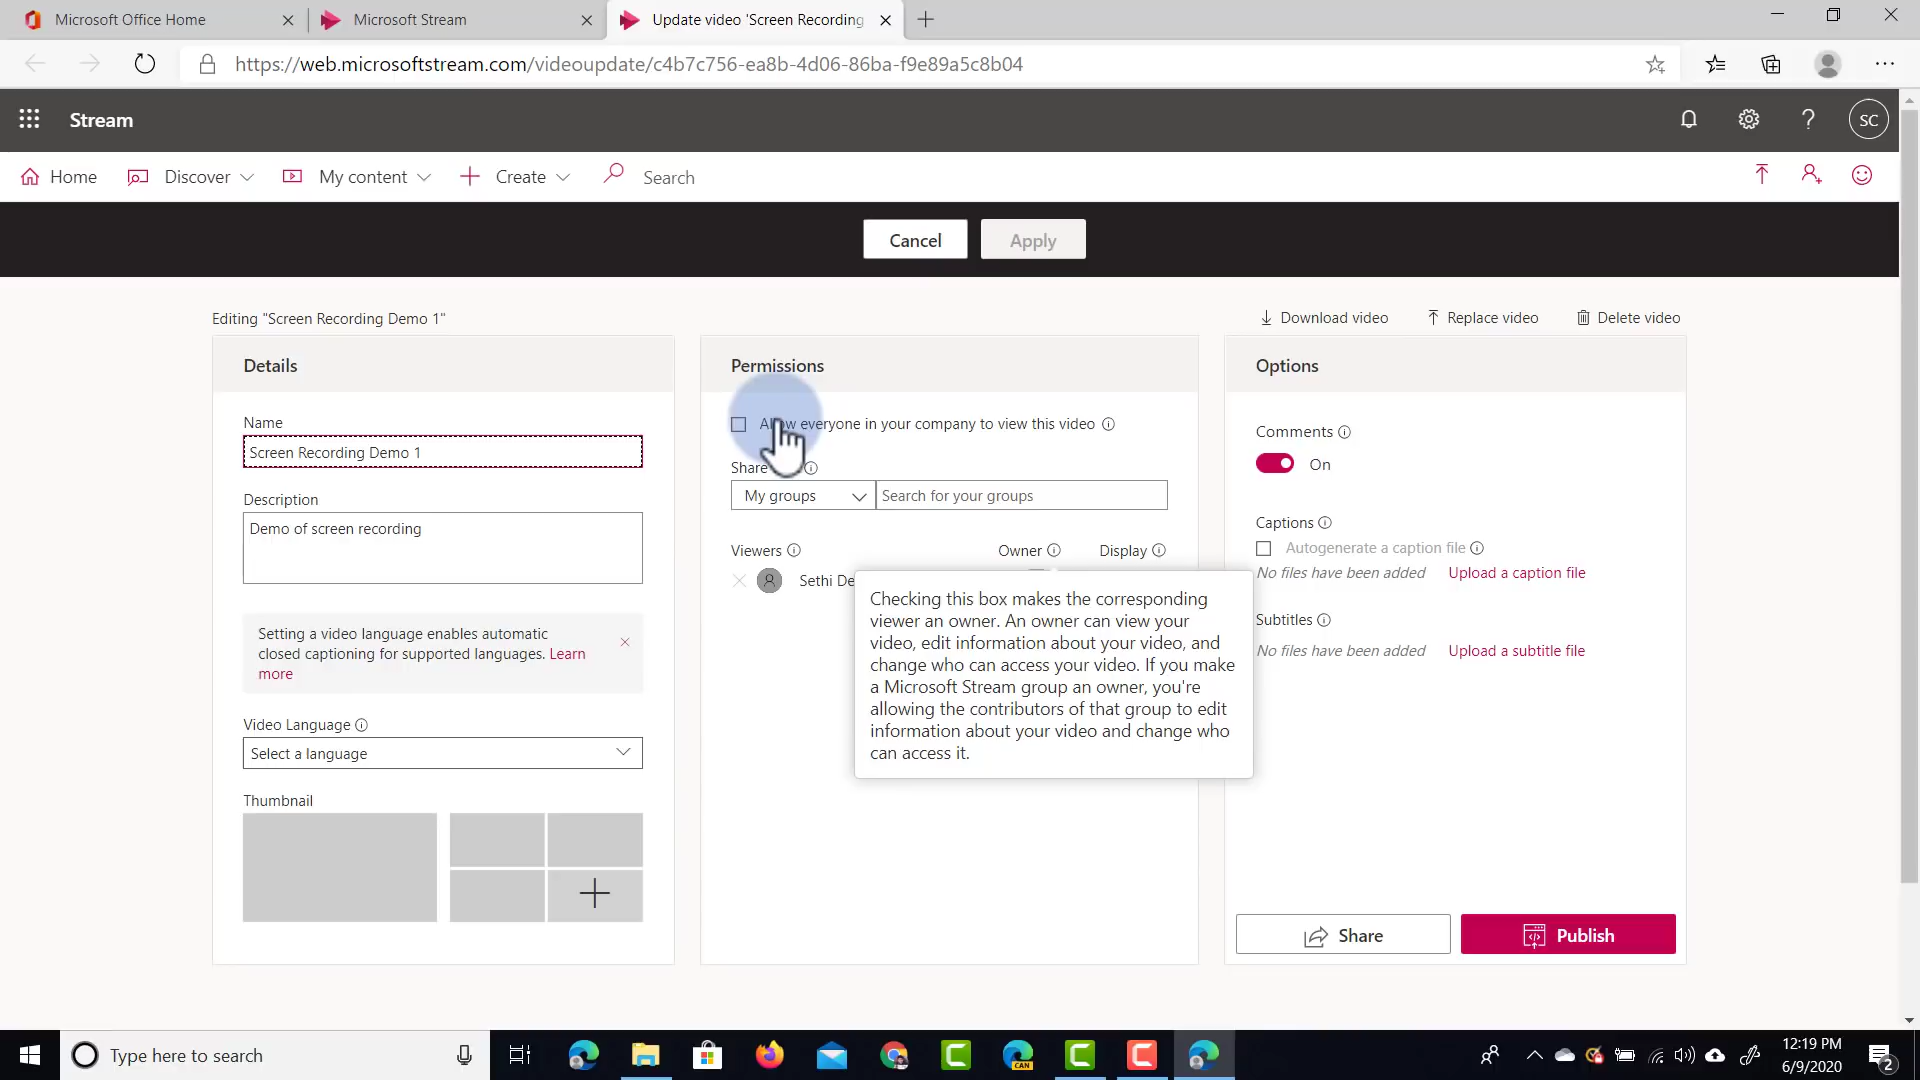 Microsoft Office Home
Microsoft Stream
Update video 'Screen Recording
https://web.microsoftstream.com/videoupdate/c4b7c756-ea8b-4d06-86ba-f9e89a5c8b04
Stream
SC
Home
Discover
My content
Create
Search
Cancel
Apply
Editing "Screen Recording Demo 1"
Download video
Replace video
Delete video
Details
Name
Screen Recording Demo 1
Description
Demo of screen recording
Setting a video language enables automatic
closed captioning for supported languages. Learn
more
Video Language
Select a language
Thumbnail
Permissions
Allow everyone in your company to view this video
Share
My groups
Search for your groups
Viewers
Owner
Display
Sethi De
Checking this box makes the corresponding
viewer an owner. An owner can view your
video, edit information about your video, and
change who can access your video. If you make
a Microsoft Stream group an owner, you're
allowing the contributors of that group to edit
information about your video and change who
can access it.
Options
Comments
On
Captions
Autogenerate a caption file
No files have been added
Upload a caption file
Subtitles
No files have been added
Upload a subtitle file
Share
Publish
Type here to search
CAN
12:19 PM
6/9/2020
2